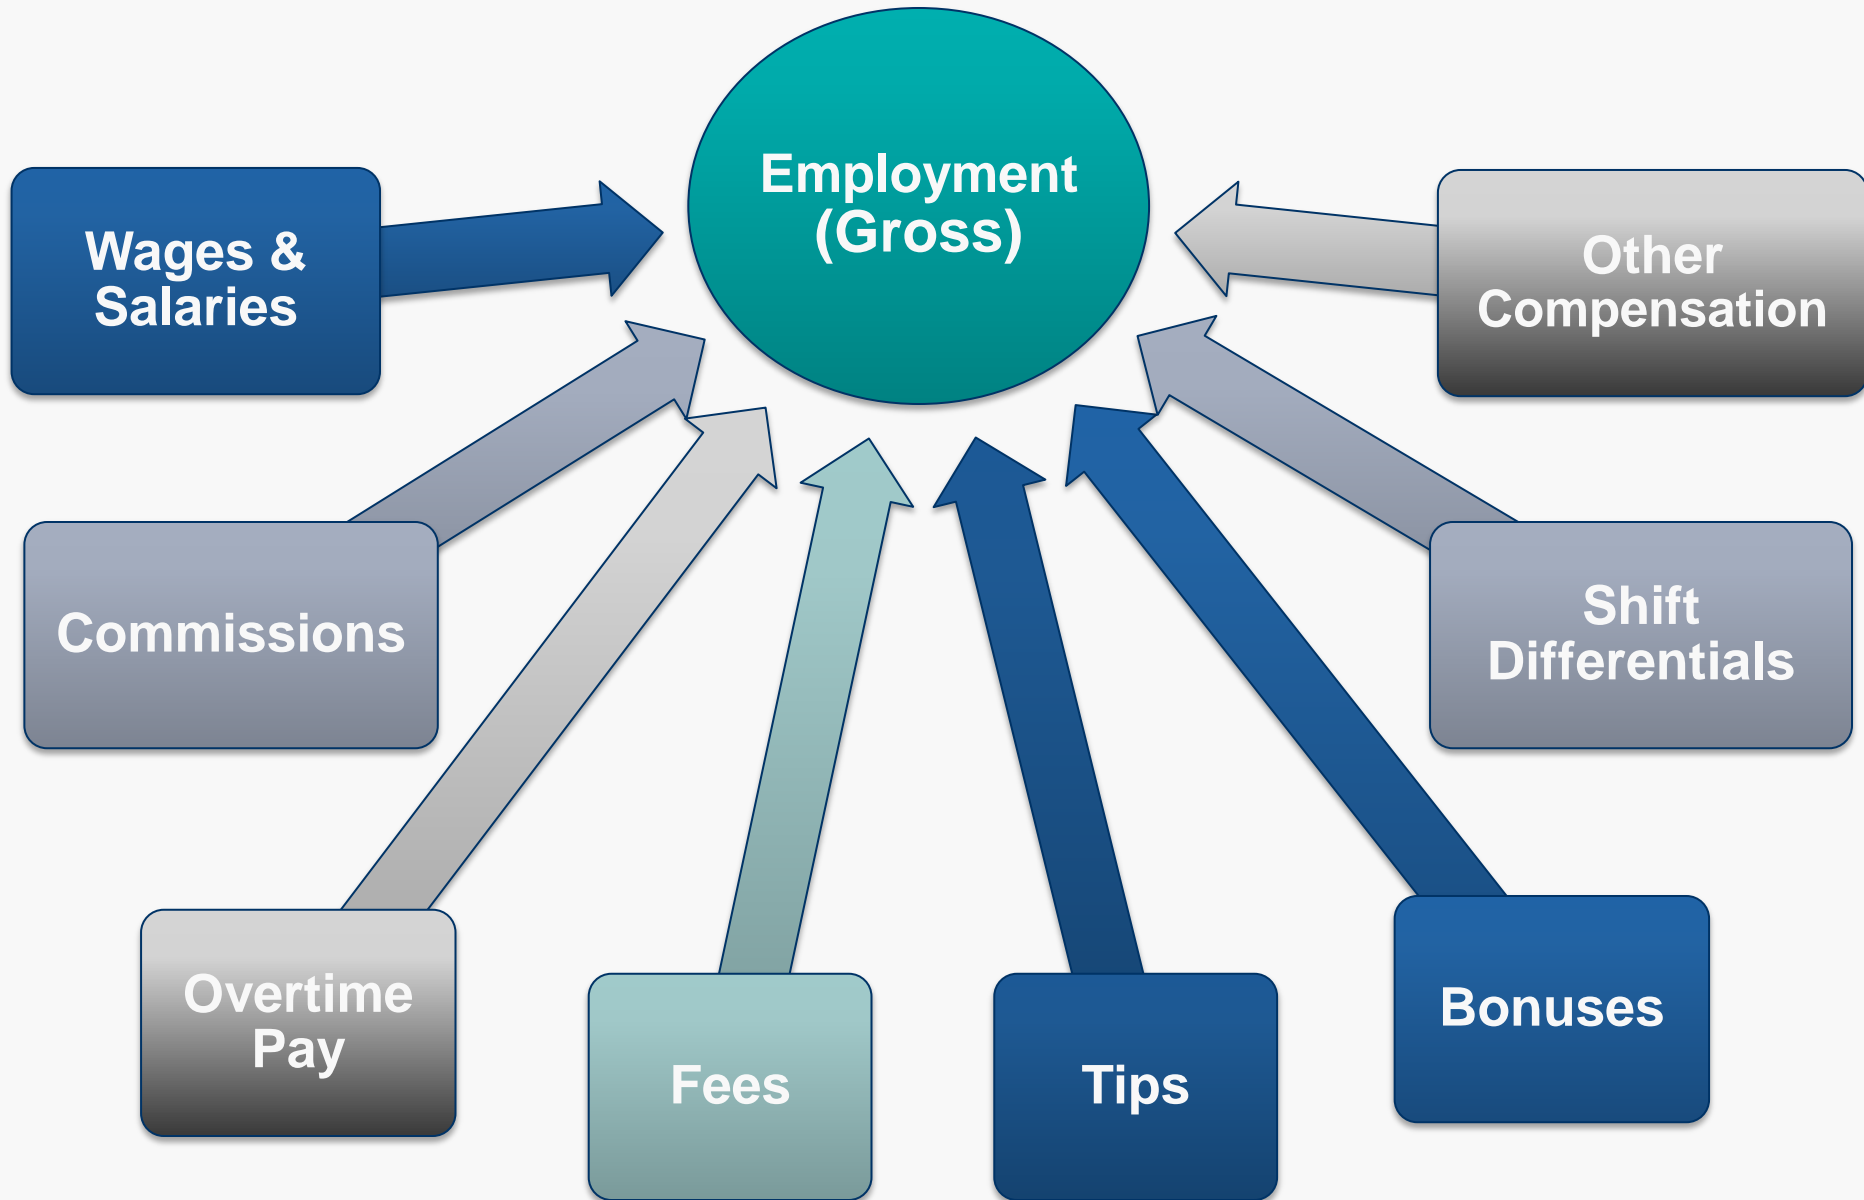 Employment
(Gross)
Wages &
Salaries
Other
Compensation
Commissions
Shift
Differentials
Overtime
Pay
Fees
Tips
Bonuses